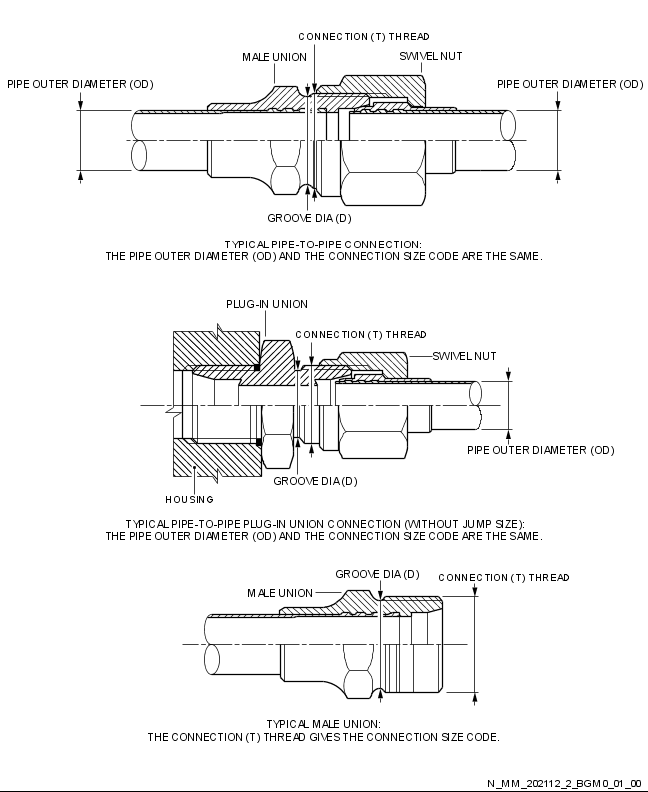 CONNECTION (T) THREAD
MALE UNION
SWIVEL NUT
PIPE OUTER DIAMETER (OD)
PIPE OUTER DIAMETER (OD)
GROOVE DIA (D)
TYPICAL PIPE-TO-PIPE CONNECTION:
THE PIPE OUTER DIAMETER (OD) AND THE CONNECTION SIZE CODE ARE THE SAME.
PLUG-IN UNION
CONNECTION (T) THREAD
SWIVEL NUT
PIPE OUTER DIAMETER (OD)
GROOVE DIA (D)
HOUSING
TYPICAL PIPE-TO-PIPE PLUG-IN UNION CONNECTION (WITHOUT JUMP SIZE):
THE PIPE OUTER DIAMETER (OD) AND THE CONNECTION SIZE CODE ARE THE SAME.
GROOVE DIA (D)
CONNECTION (T) THREAD
MALE UNION
TYPICAL MALE UNION:
THE CONNECTION (T) THREAD GIVES THE CONNECTION SIZE CODE.
N_MM_202112_2_BGM0_01_00